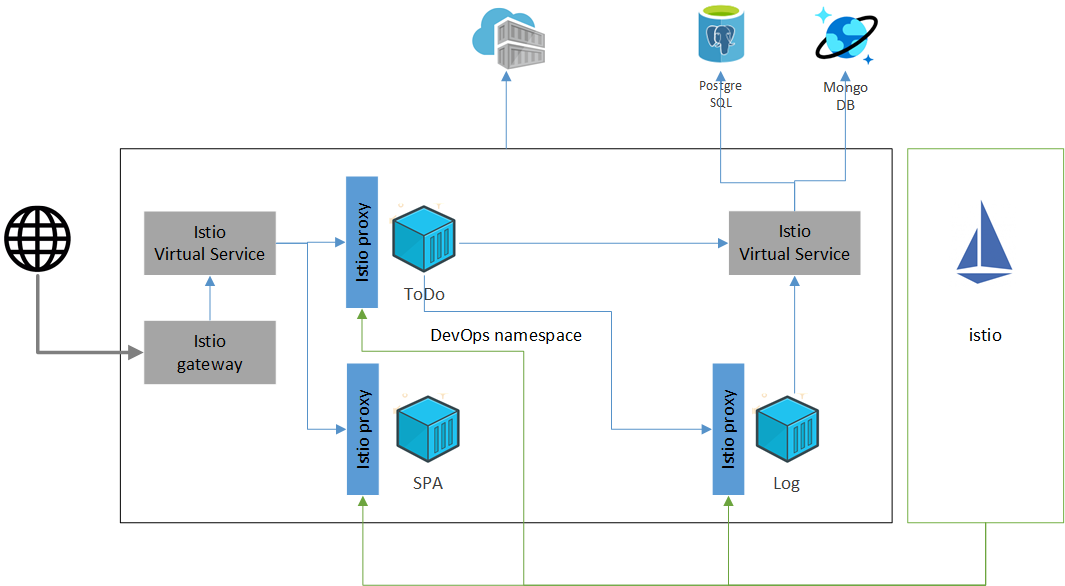 Postgre
SQL
Mongo
DB
Istio
Virtual Service
Istio proxy
ToDo
Istio
Virtual Service
istio
Istio
gateway
DevOps namespace
Istio proxy
SPA
Istio proxy
Log